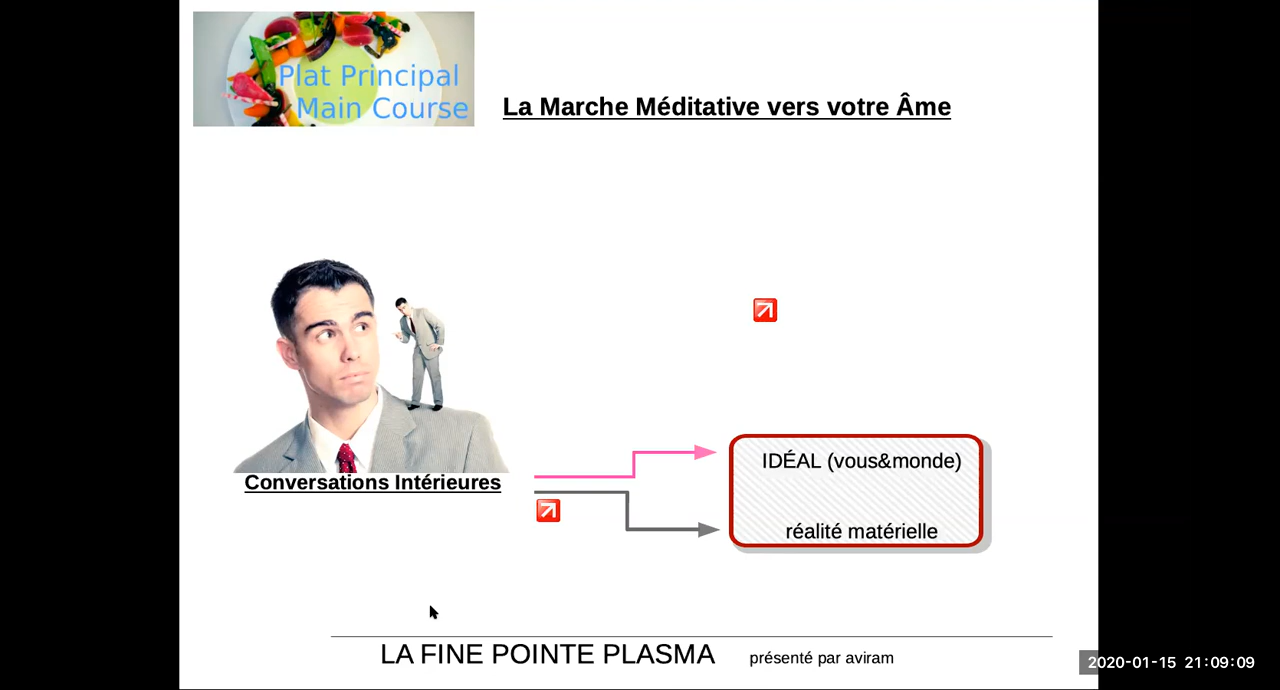 Plat Principal
Main Course
La Marche Méditative vers votre Âme
Conversations Intérieures
IDÉAL (vous&monde)
réalité matérielle
LA FINE POINTE PLASMA présenté par aviram
2020-01-15 21:09:09